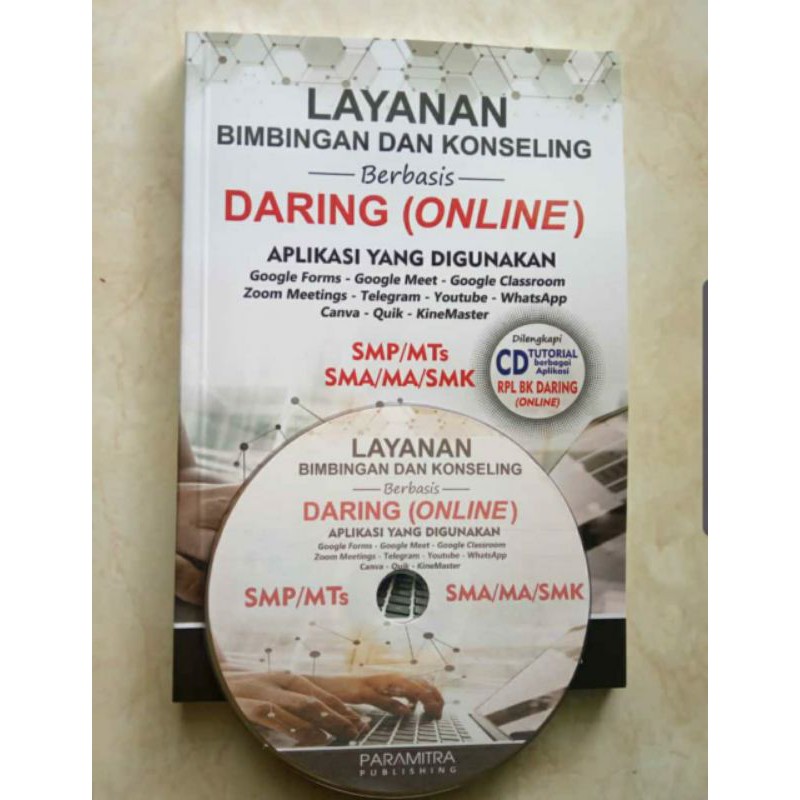 LAYANAN
BIMBINGAN DAN KONSELING
Berbasis
DARING (ONLINE)
APLIKASI YANG DIGUNAKAN
Google Forms - Google Meet - Google Classroom
Zoom Meetings - Telegram - Youtube - WhatsApp
Canva - Quik - KineMaster
SMP/MTs
SMA/MA/SMK
Dilengkapi
CD TUTORIAL
berbagai
Aplikasi
RPL BK DARING
(ONLINE)
LAYANAN
BIMBINGAN DAN KONSELING
Berbasis
DARING (ONLINE)
APLIKASI YANG DIGUNAKAN
Google Forms - Google Meet - Google Classroom
Zoom Meetings - Telegram - Youtube - WhatsApp
Canva - Quik - KineMaster
SMP/MTs
SMA/MA/SMK
PARAMITRA
PUBLISHING